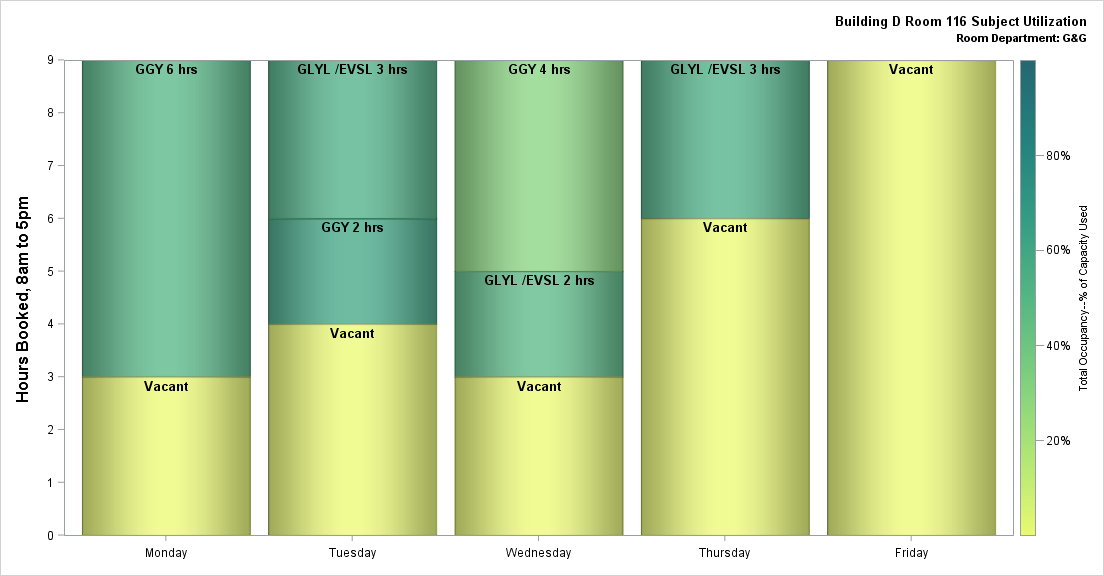 Building D Room 116 Subject Utilization
Room Department: G&G
Hours Booked, 8am to 5pm
9
8
7
6
5
4
3
2
1
0
GGY 6 hrs
Vacant
GLYL /EVSL 3 hrs
GGY 2 hrs
Vacant
GGY 4 hrs
GLYL /EVSL 2 hrs
Vacant
GLYL /EVSL 3 hrs
Vacant
Vacant
Monday
Tuesday
Wednesday
Thursday
Friday
80%
60%
40%
20%
Total Occupancy--% of Capacity Used